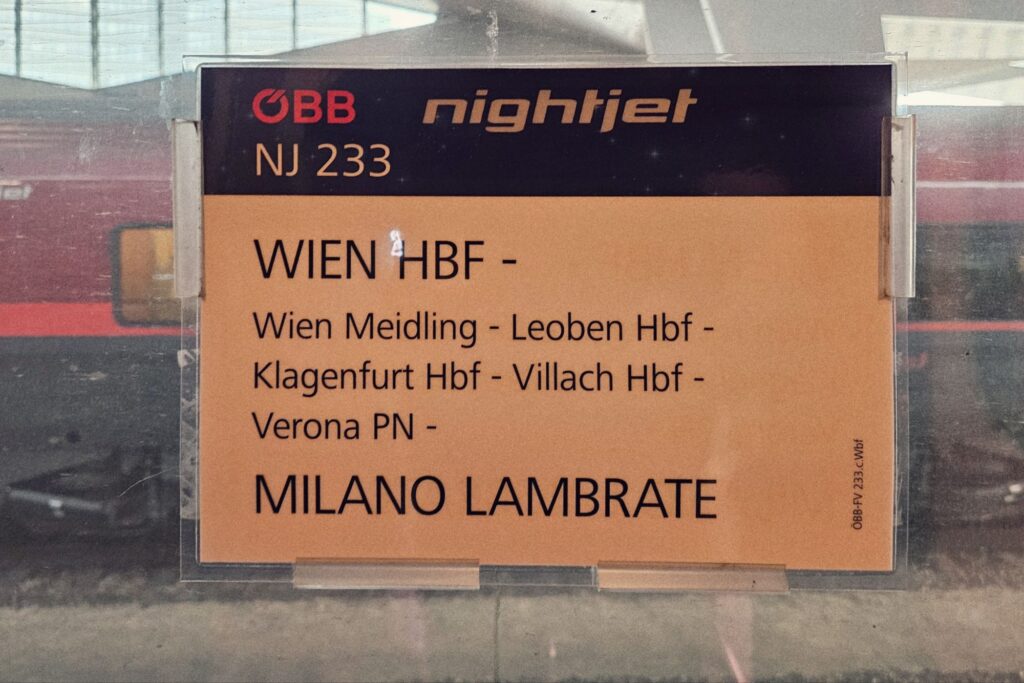 ÖBB nightjet
NJ 233
WIEN HBF -
Wien Meidling - Leoben Hbf -
Klagenfurt Hbf - Villach Hbf -
Verona PN -
MILANO LAMBRATE
ÖBB-FV 233.c.Wbf